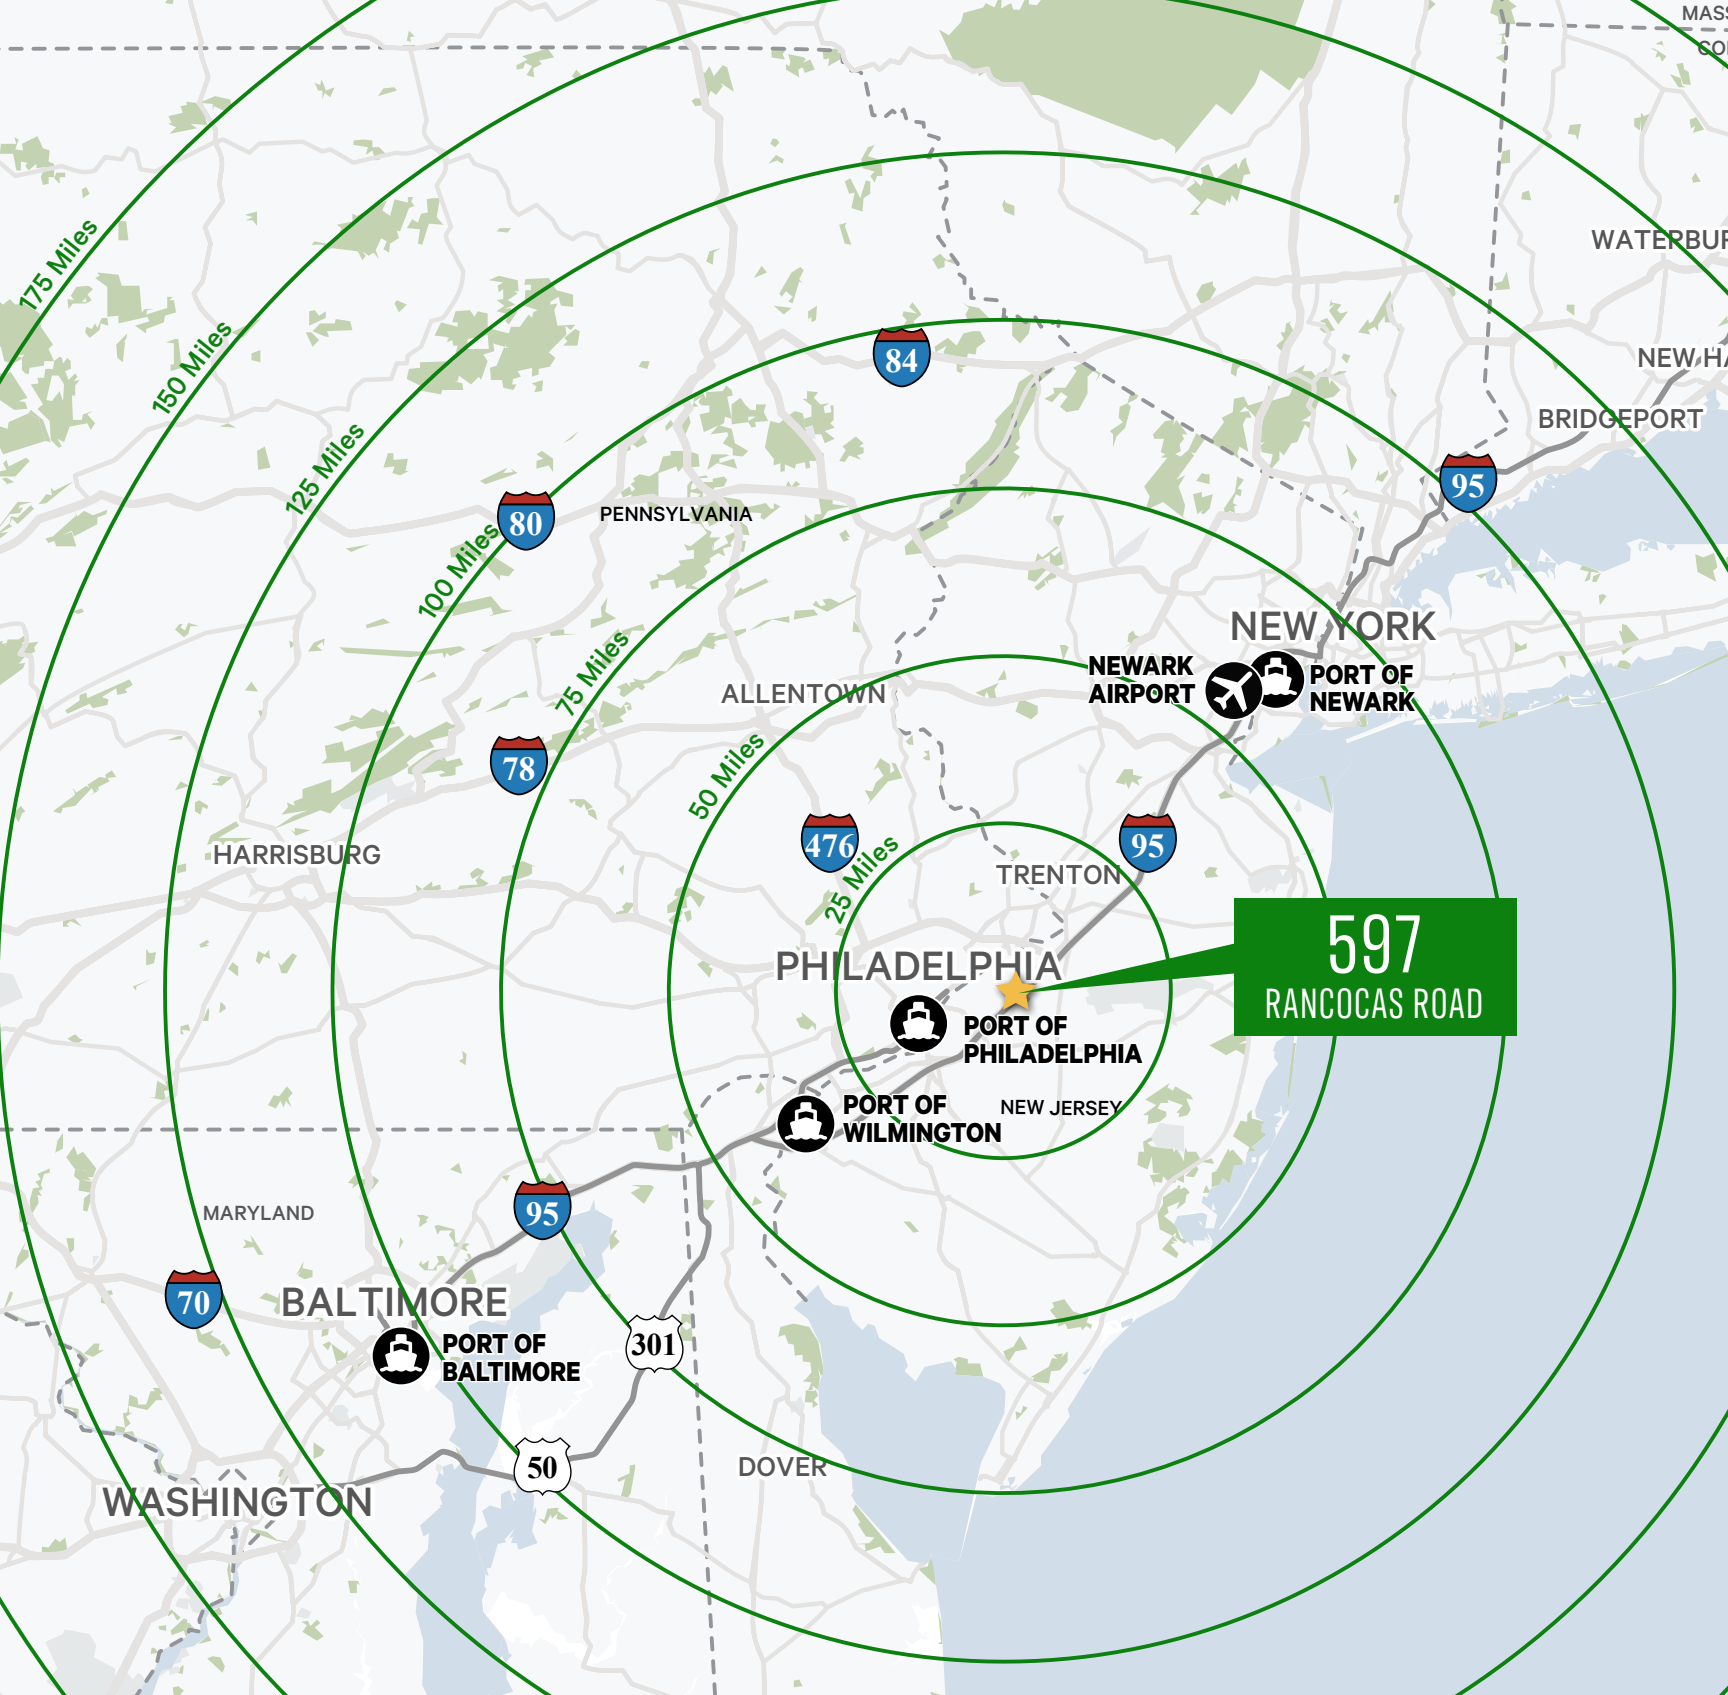 MASS
CO
WATERBUR
175 Miles
150 Miles
NEW HA
84
BRIDGEPORT
125 Miles
95
80
PENNSYLVANIA
100 Miles
NEW YORK
75 Miles
NEWARK
AIRPORT
PORT OF
NEWARK
ALLENTOWN
50 Miles
78
476
95
25 Miles
HARRISBURG
TRENTON
597
RANCOCAS ROAD
PHILADELPHIA
PORT OF
PHILADELPHIA
NEW JERSEY
PORT OF
WILMINGTON
95
MARYLAND
70
BALTIMORE
PORT OF
BALTIMORE
301
50
DOVER
WASHINGTON